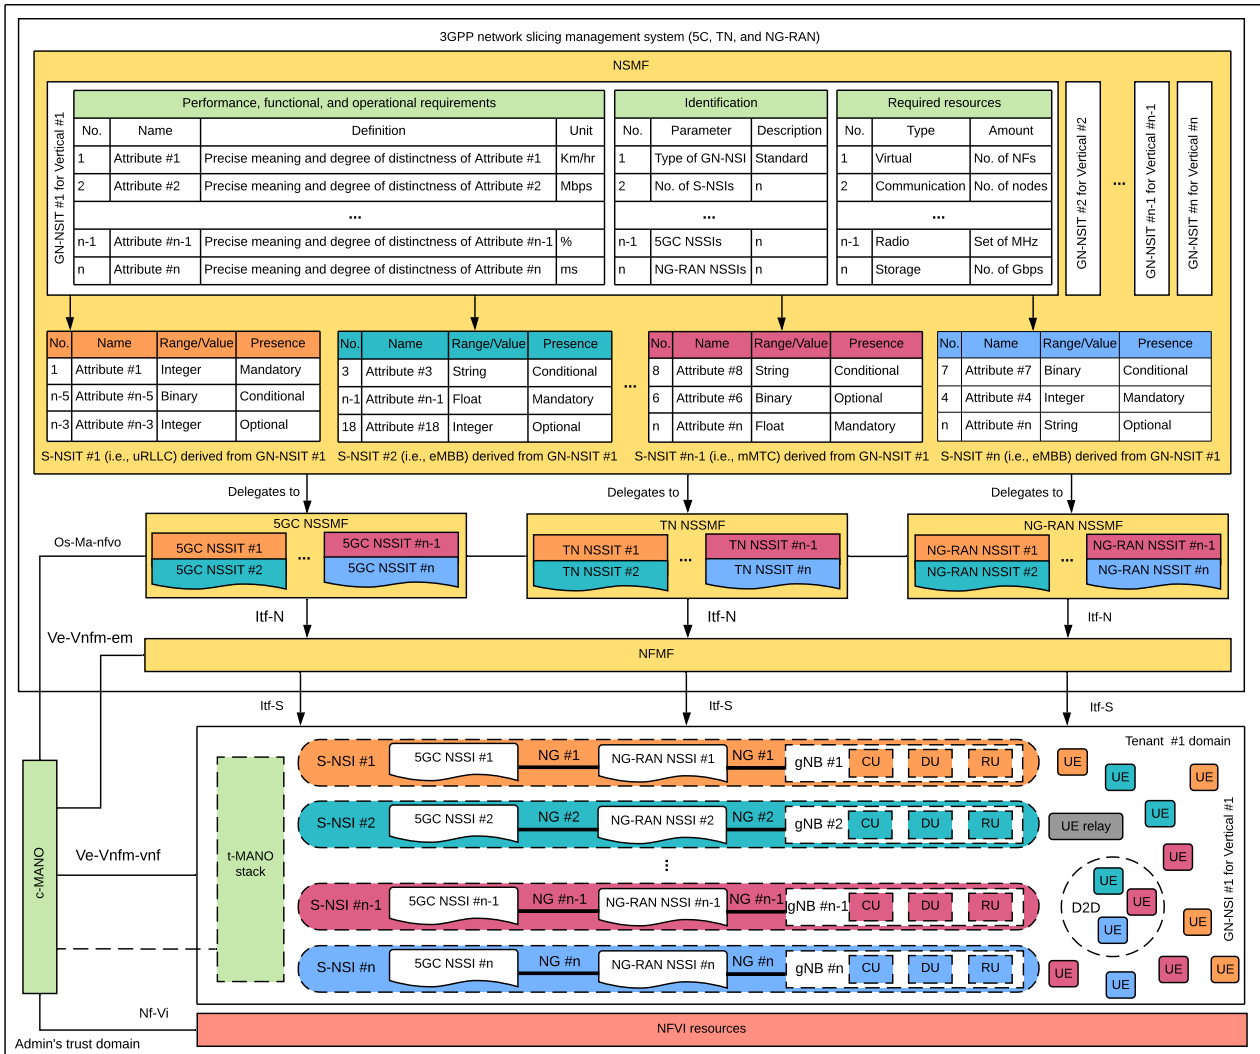 3GPP network slicing management system (5C, TN, and NG-RAN)
NSMF
GN-NSIT #1 for Vertical #1
Performance, functional, and operational requirements
No. Name Definition Unit
1 Attribute #1 Precise meaning and degree of distinctness of Attribute #1 Km/hr
2 Attribute #2 Precise meaning and degree of distinctness of Attribute #2 Mbps
...
n-1 Attribute #n-1 Precise meaning and degree of distinctness of Attribute #n-1 %
n Attribute #n Precise meaning and degree of distinctness of Attribute #n ms
Identification
No. Parameter Description
1 Type of GN-NSI Standard
2 No. of S-NSIs n
...
n-1 5GC NSSIs n
n NG-RAN NSSIs n
Required resources
No. Type Amount
1 Virtual No. of NFs
2 Communication No. of nodes
...
n-1 Radio Set of MHz
n Storage No. of Gbps
GN-NSIT #2 for Vertical #2
...
GN-NSIT #n-1 for Vertical #n-1
GN-NSIT #n for Vertical #n
No. Name Range/Value Presence
1 Attribute #1 Integer Mandatory
n-5 Attribute #n-5 Binary Conditional
n-3 Attribute #n-3 Integer Optional
S-NSIT #1 (i.e., uRLLC) derived from GN-NSIT #1
No. Name Range/Value Presence
3 Attribute #3 String Conditional
n-1 Attribute #n-1 Float Mandatory
18 Attribute #18 Integer Optional
S-NSIT #2 (i.e., eMBB) derived from GN-NSIT #1
...
No. Name Range/Value Presence
8 Attribute #8 String Conditional
6 Attribute #6 Binary Optional
n Attribute #n Float Mandatory
S-NSIT #n-1 (i.e., mMTC) derived from GN-NSIT #1
No. Name Range/Value Presence
7 Attribute #7 Binary Conditional
4 Attribute #4 Integer Mandatory
n Attribute #n String Optional
S-NSIT #n (i.e., eMBB) derived from GN-NSIT #1
Delegates to
Delegates to
Delegates to
5GC NSSMF
5GC NSSIT #1
5GC NSSIT #2
...
5GC NSSIT #n-1
5GC NSSIT #n
TN NSSMF
TN NSSIT #1
TN NSSIT #2
...
TN NSSIT #n-1
TN NSSIT #n
NG-RAN NSSMF
NG-RAN NSSIT #1
NG-RAN NSSIT #2
...
NG-RAN NSSIT #n-1
NG-RAN NSSIT #n
Os-Ma-nfvo
Itf-N
Itf-N
Itf-N
Ve-Vnfm-em
NFMF
Itf-S
Itf-S
Itf-S
Tenant #1 domain
c-MANO
Ve-Vnfm-vnf
t-MANO
stack
S-NSI #1 5GC NSSI #1 NG #1 NG-RAN NSSI #1 NG #1 gNB #1 CU DU RU
S-NSI #2 5GC NSSI #2 NG #2 NG-RAN NSSI #2 NG #2 gNB #2 CU DU RU
...
S-NSI #n-1 5GC NSSI #n-1 NG #n-1 NG-RAN NSSI #n-1 NG #n-1 gNB #n-1 CU DU RU
S-NSI #n 5GC NSSI #n NG #n NG-RAN NSSI #n NG #n gNB #n CU DU RU
UE
UE
UE
UE
UE relay
UE
UE
D2D
UE
UE
UE
UE
UE
UE
UE
GN-NSI #1 for Vertical #1
Nf-Vi
NFVI resources
Admin's trust domain